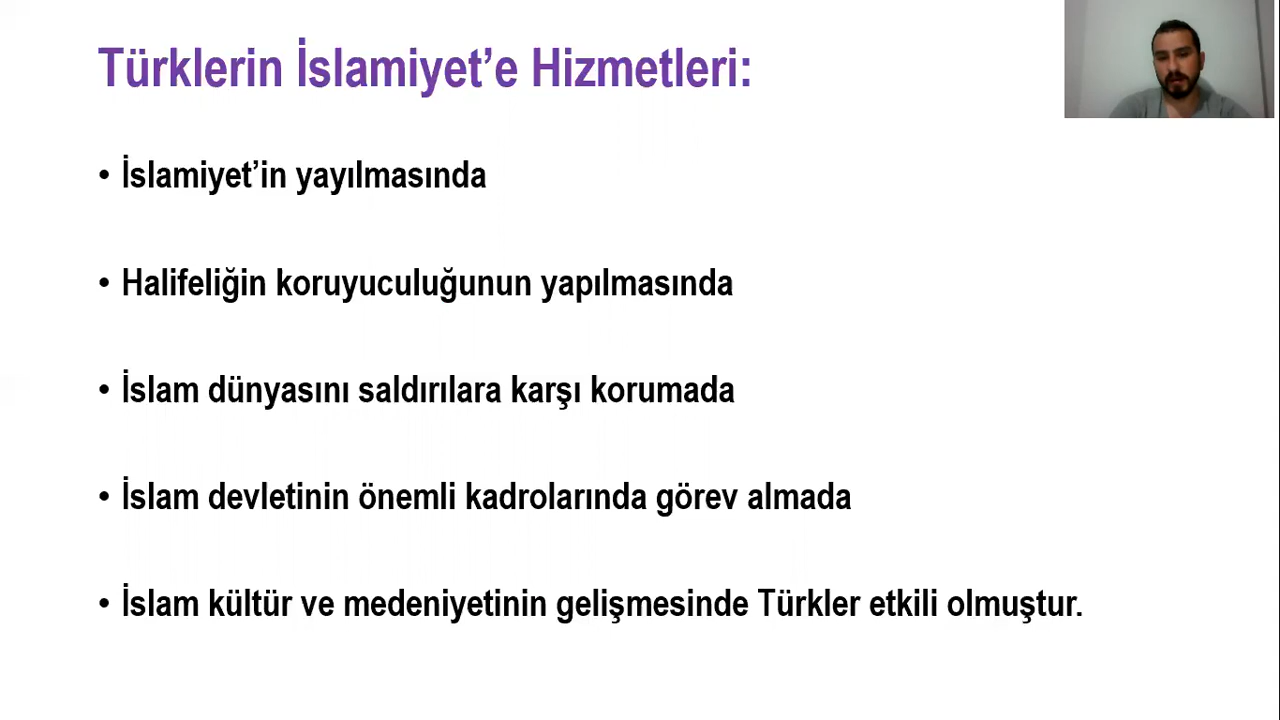 Türklerin İslamiyet’e Hizmetleri:
• İslamiyet’in yayılmasında
• Halifeliğin koruyuculuğunun yapılmasında
• İslam dünyasını saldırılara karşı korumada
• İslam devletinin önemli kadrolarında görev almada
• İslam kültür ve medeniyetinin gelişmesinde Türkler etkili olmuştur.